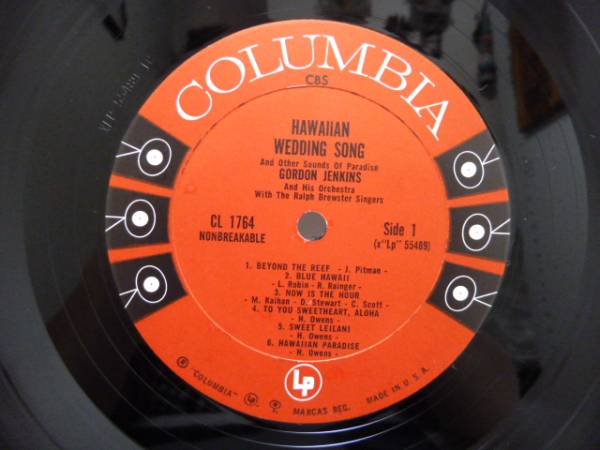 COLUMBIA
CBS
HAWAIIAN
WEDDING SONG
And Other Sounds Of Paradise
GORDON JENKINS
And His Orchestra
With The Ralph Brewster Singers
CL 1764
NONBREAKABLE
Side 1
(x"Lp" 55489)
1. BEYOND THE REEF - J. Pitman -
2. BLUE HAWAII
- L. Robin - R. Rainger -
3. NOW IS THE HOUR
- M. Kaihan - D. Stewart - C. Scott -
4. TO YOU SWEETHEART, ALOHA
- H. Owens -
5. SWEET LEILANI
- H. Owens -
6. HAWAIIAN PARADISE
- H. Owens -
Lp
® "COLUMBIA"
MARCAS REG.
MADE IN U.S.A.